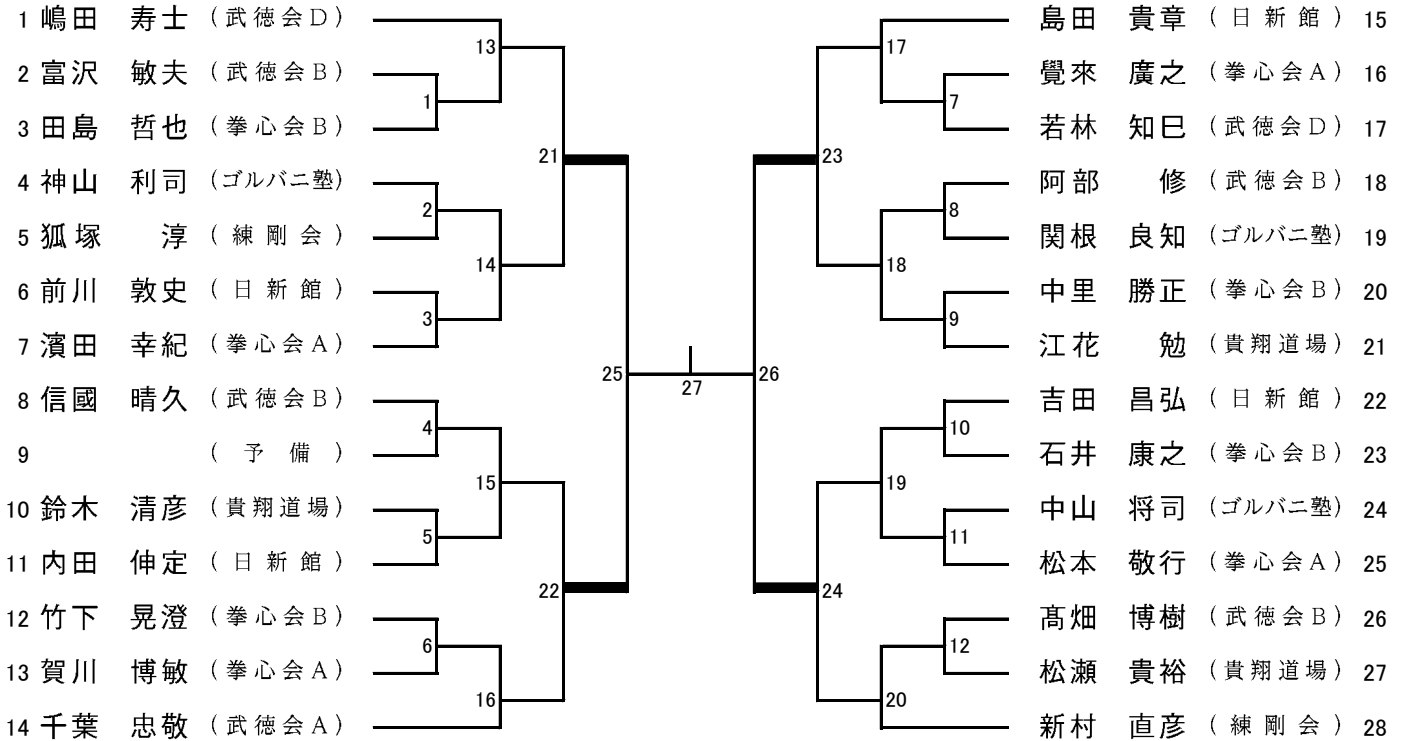 1 嶋田 寿士 (武徳会D)
2 富沢 敏夫 (武徳会B)
3 田島 哲也 (拳心会B)
4 神山 利司 (ゴルバニ塾)
5 狐塚 淳 (練剛会)
6 前川 敦史 (日新館)
7 濱田 幸紀 (拳心会A)
8 信國 晴久 (武徳会B)
9 (予備)
10 鈴木 清彦 (貴翔道場)
11 内田 伸定 (日新館)
12 竹下 晃澄 (拳心会B)
13 賀川 博敏 (拳心会A)
14 千葉 忠敬 (武徳会A)
13
1
21
2
14
3
25
4
15
5
22
6
16
27
17
7
23
8
18
9
26
10
19
11
24
12
20
島田 貴章 (日新館) 15
覺來 廣之 (拳心会A) 16
若林 知巳 (武徳会D) 17
阿部 修 (武徳会B) 18
関根 良知 (ゴルバニ塾) 19
中里 勝正 (拳心会B) 20
江花 勉 (貴翔道場) 21
吉田 昌弘 (日新館) 22
石井 康之 (拳心会B) 23
中山 将司 (ゴルバニ塾) 24
松本 敬行 (拳心会A) 25
髙畑 博樹 (武徳会B) 26
松瀬 貴裕 (貴翔道場) 27
新村 直彦 (練剛会) 28